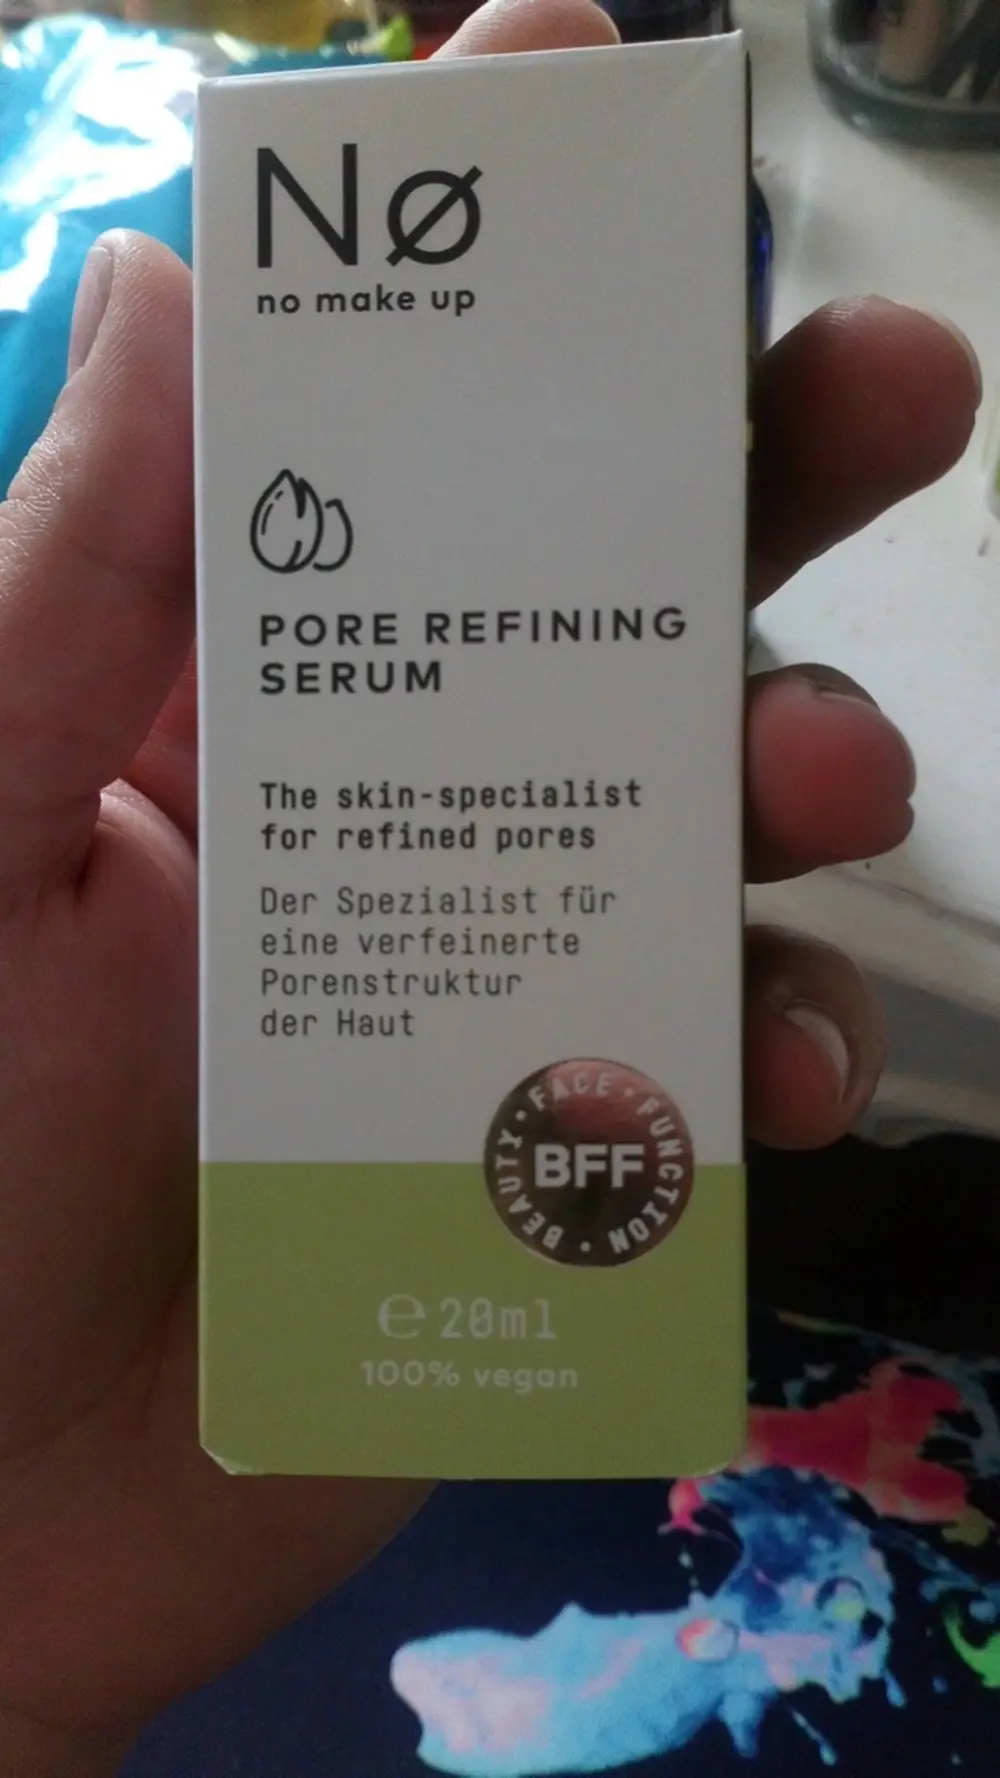 Nø
no make up
PORE REFINING
SERUM
The skin-specialist
for refined pores
Der Spezialist für
eine verfeinerte
Porenstruktur
der Haut
BEAUTY • FACE • FUNCTION •
BFF
℮ 20ml
100% vegan